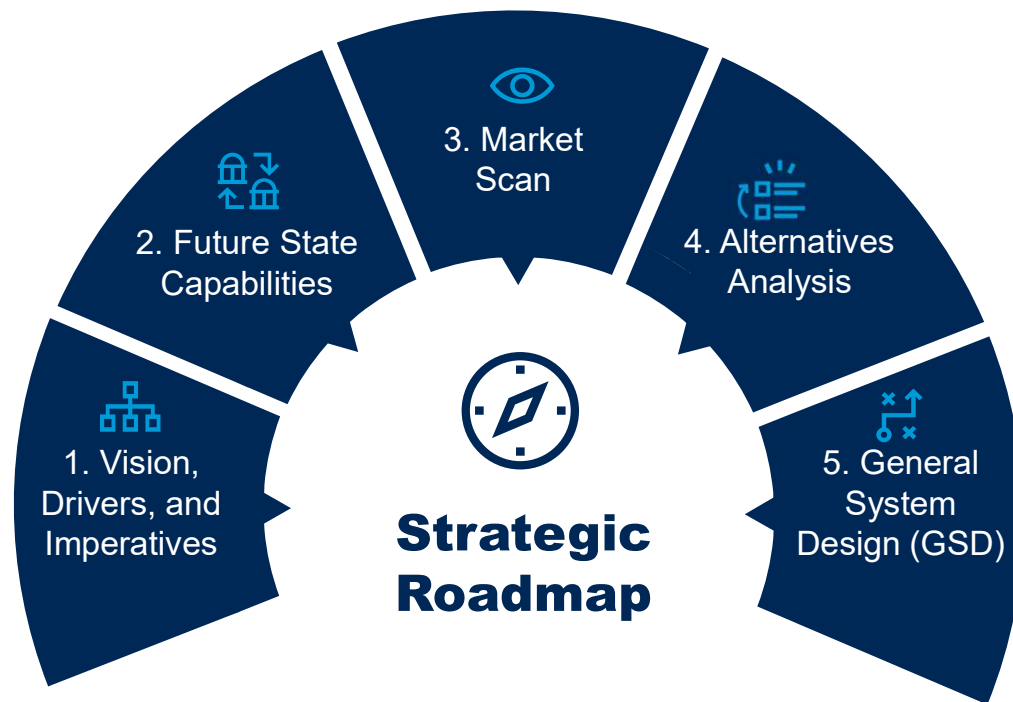 1. Vision,
Drivers, and
Imperatives
2. Future State
Capabilities
3. Market
Scan
4. Alternatives
Analysis
5. General
System
Design (GSD)
Strategic
Roadmap